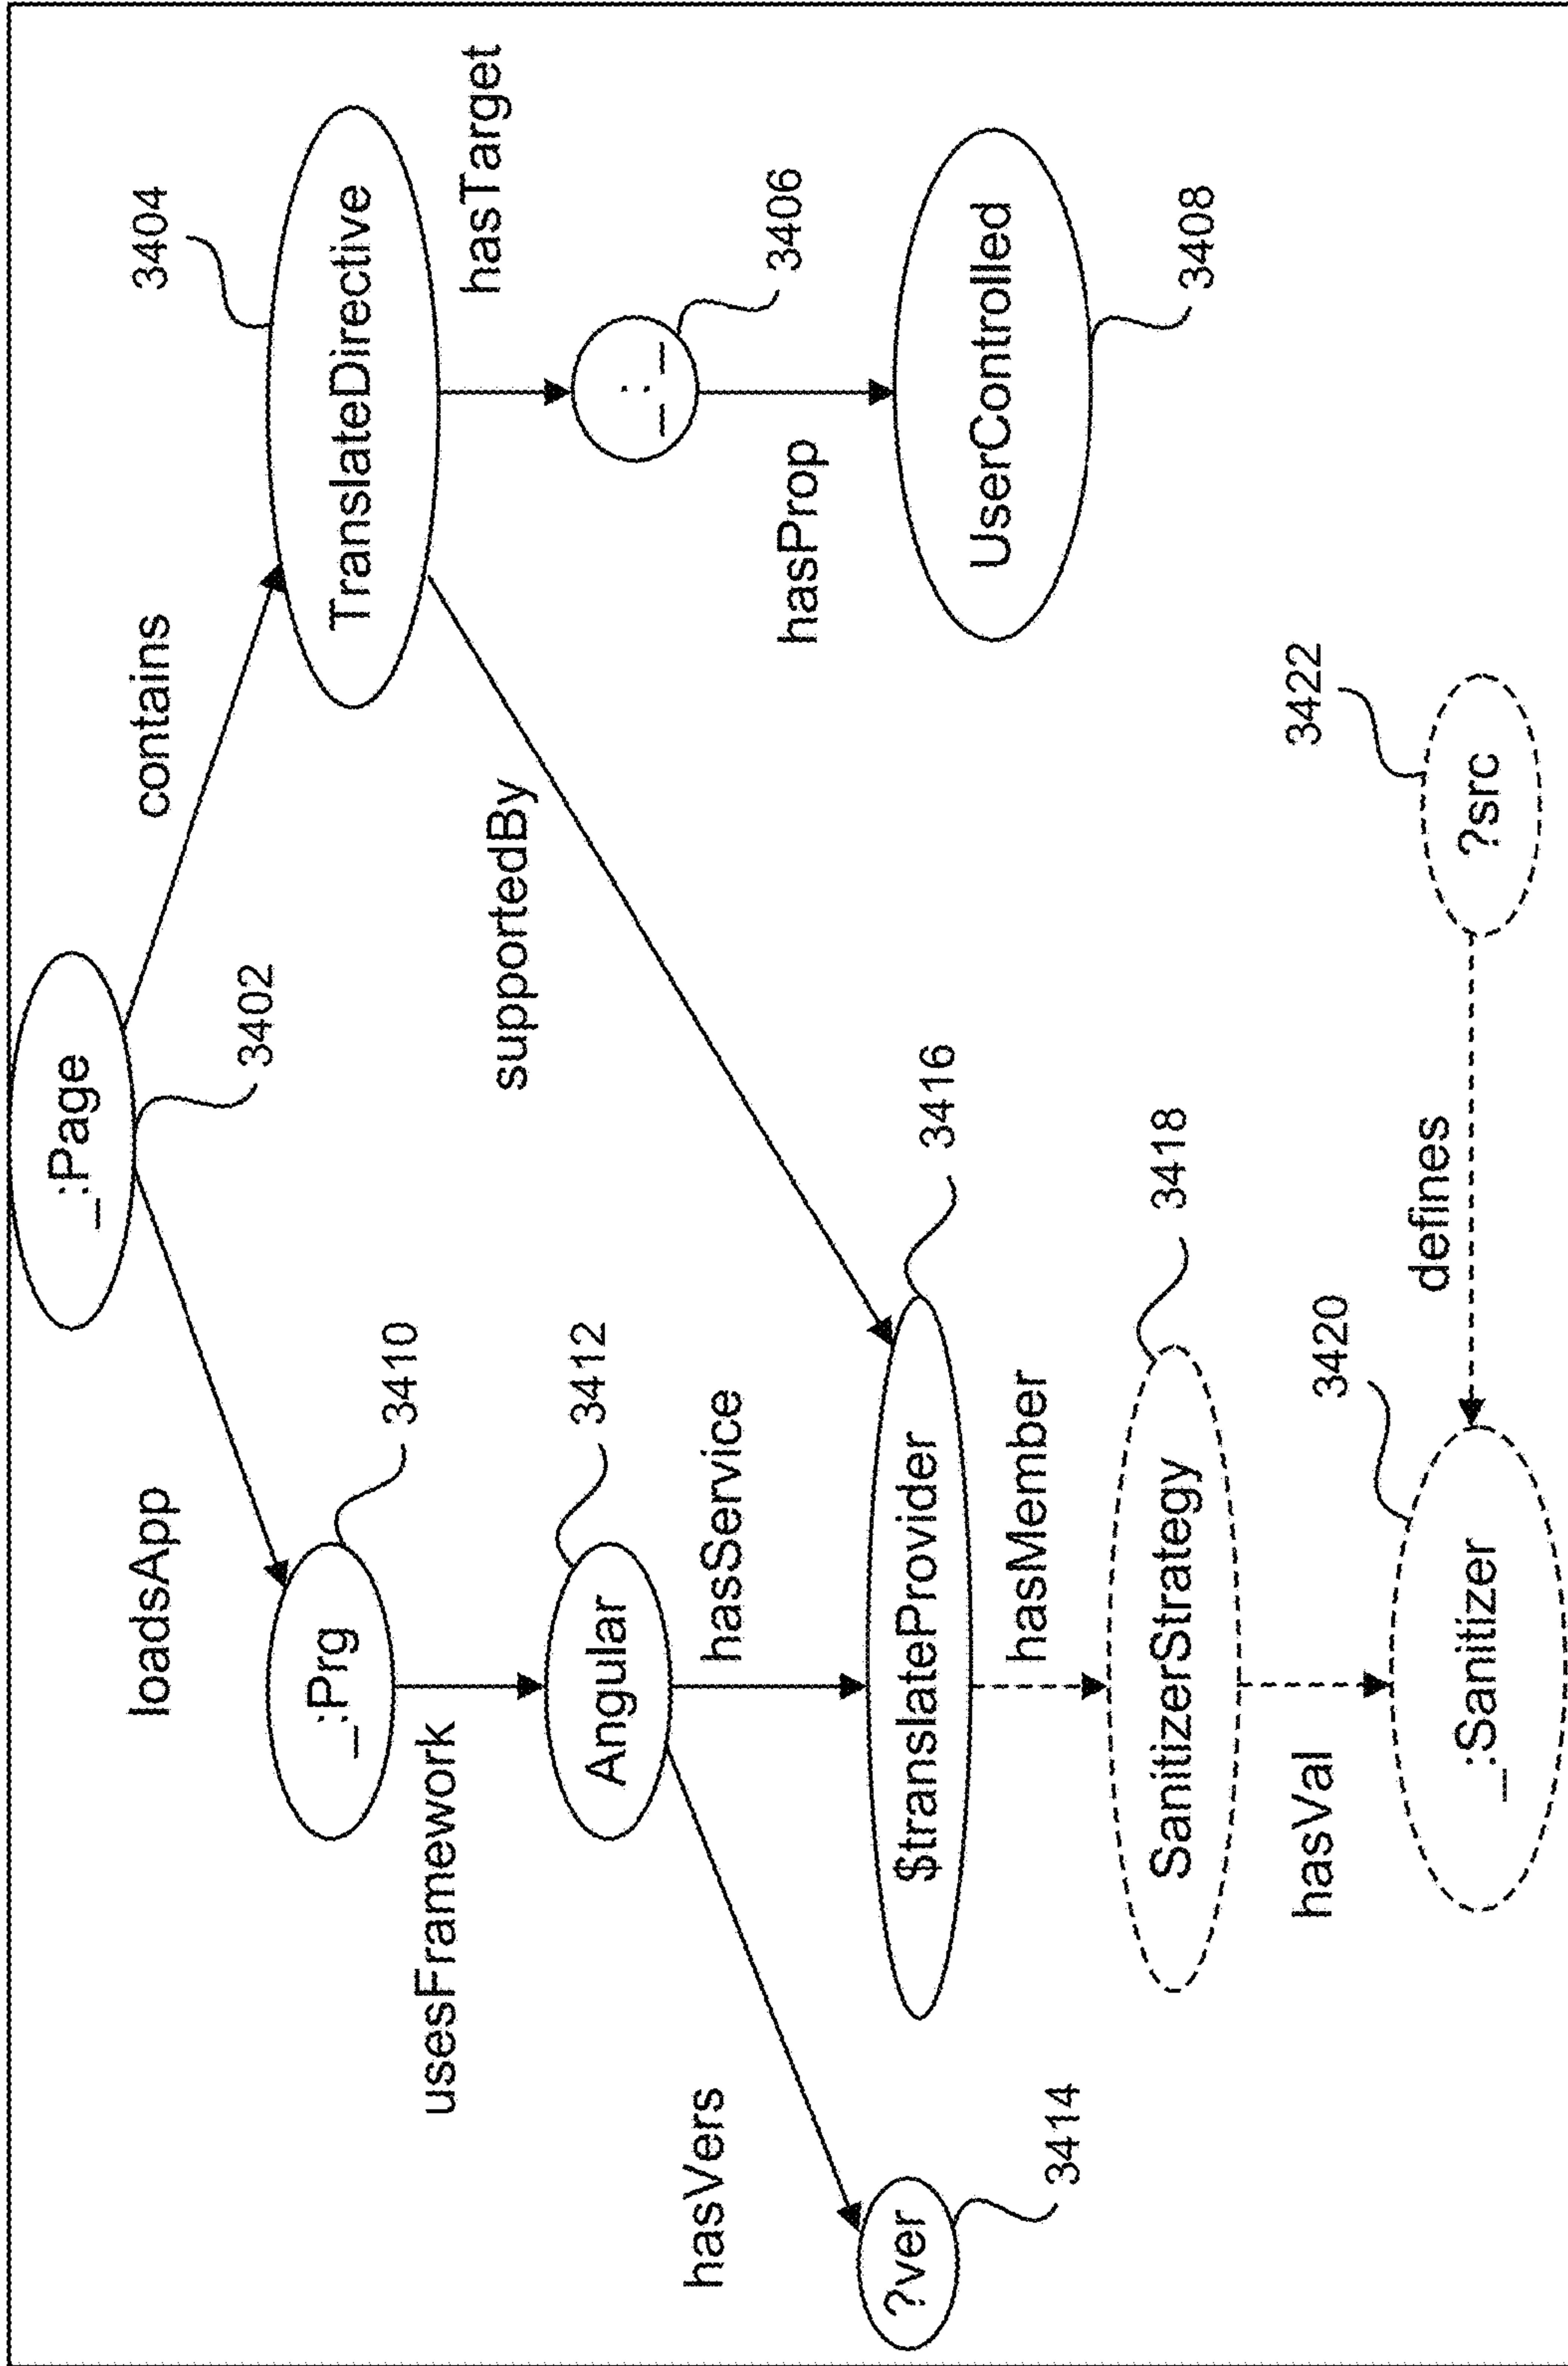 _:Page
3402
loadsApp
contains
_:Prg
3410
TranslateDirective
3404
usesFramework
supportedBy
hasTarget
Angular
3412
_:_
3406
hasVers
hasService
hasProp
?ver
3414
$translateProvider
3416
UserControlled
3408
hasMember
SanitizerStrategy
3418
hasVal
_:Sanitizer
3420
defines
?src
3422